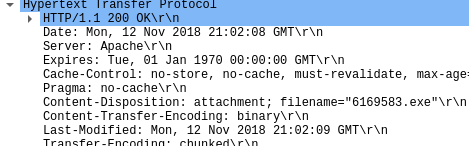 Hypertext Transfer Protocol
HTTP/1.1 200 OK\r\n
Date: Mon, 12 Nov 2018 21:02:08 GMT\r\n
Server: Apache\r\n
Expires: Tue, 01 Jan 1970 00:00:00 GMT\r\n
Cache-Control: no-store, no-cache, must-revalidate, max-age=
Pragma: no-cache\r\n
Content-Disposition: attachment; filename="6169583.exe"\r\n
Content-Transfer-Encoding: binary\r\n
Last-Modified: Mon, 12 Nov 2018 21:02:09 GMT\r\n
Transfer-Encoding: chunked\r\n